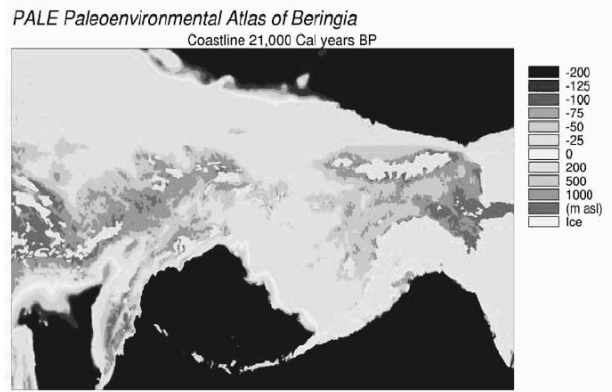 PALE Paleoenvironmental Atlas of Beringia
Coastline 21,000 Cal years BP
-200
-125
-100
-75
-50
-25
0
200
500
1000
(m asl)
Ice